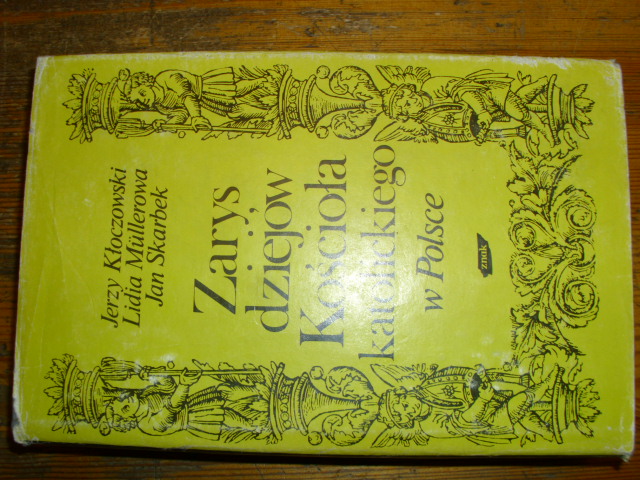 Jerzy Kłoczowski
Lidia Müllerowa
Jan Skarbek
Zarys
dziejów
Kościoła
katolickiego
w Polsce
znak